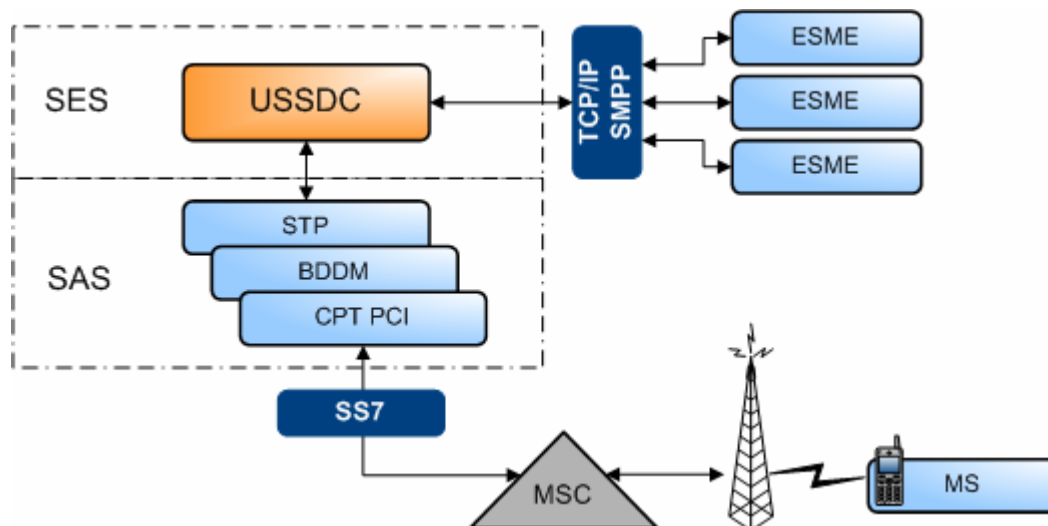 SES
USSDC
TCP/IP
SMPP
ESME
ESME
ESME
SAS
STP
BDDM
CPT PCI
SS7
MSC
MS